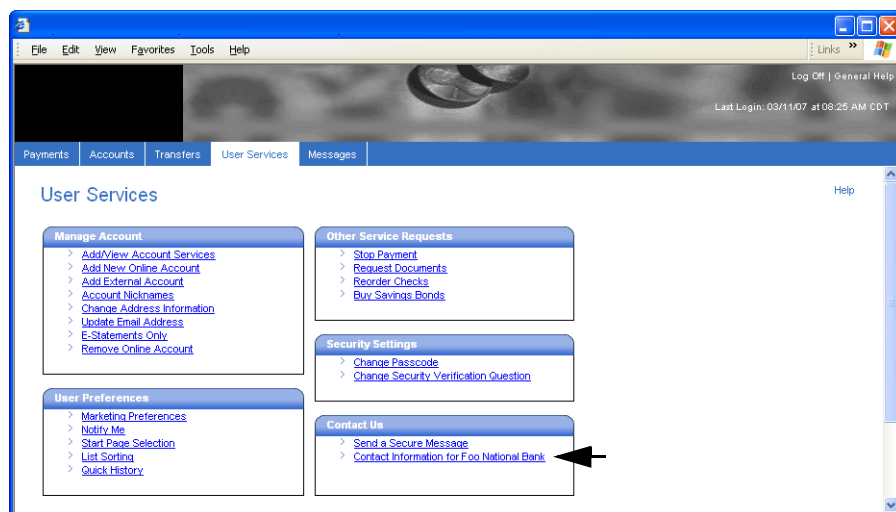 File Edit View Favorites Tools Help Links »
Log Off | General Help
Last Login: 03/11/07 at 08:25 AM CDT
Payments Accounts Transfers User Services Messages
User Services
Help
Manage Account
Add/View Account Services
Add New Online Account
Add External Account
Account Nicknames
Change Address Information
Update Email Address
E-Statements Only
Remove Online Account
User Preferences
Marketing Preferences
Notify Me
Start Page Selection
List Sorting
Quick History
Other Service Requests
Stop Payment
Request Documents
Reorder Checks
Buy Savings Bonds
Security Settings
Change Passcode
Change Security Verification Question
Contact Us
Send a Secure Message
Contact Information for Foo National Bank